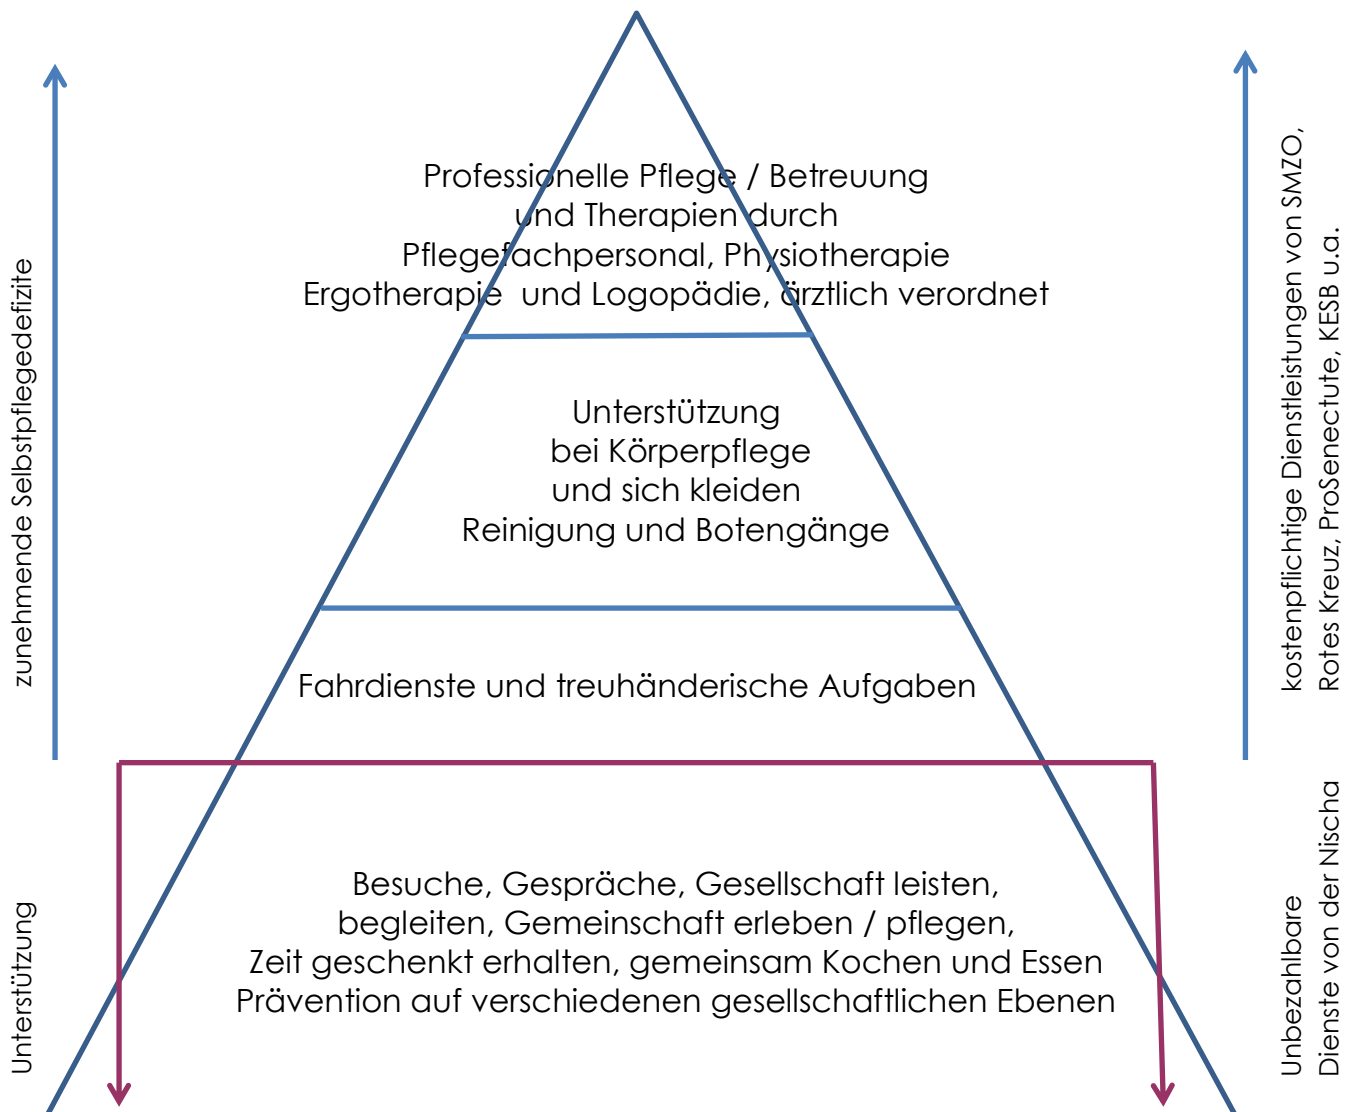 Professionelle Pflege / Betreuung
und Therapien durch
Pflegefachpersonal, Physiotherapie
Ergotherapie und Logopädie, ärztlich verordnet
Unterstützung
bei Körperpflege
und sich kleiden
Reinigung und Botengänge
Fahrdienste und treuhänderische Aufgaben
Besuche, Gespräche, Gesellschaft leisten,
begleiten, Gemeinschaft erleben / pflegen,
Zeit geschenkt erhalten, gemeinsam Kochen und Essen
Prävention auf verschiedenen gesellschaftlichen Ebenen
zunehmende Selbstpflegedefizite
Unterstützung
kostenpflichtige Dienstleistungen von SMZO,
Rotes Kreuz, ProSenectute, KESB u.a.
Unbezahlbare
Dienste von der Nischa